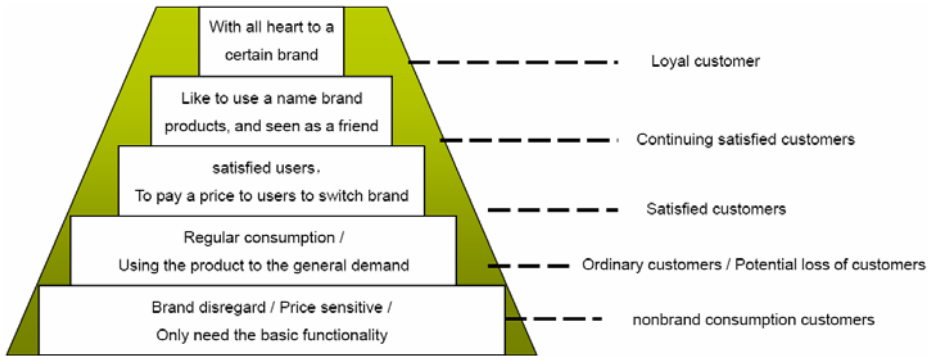 With all heart to a
certain brand
Loyal customer
Like to use a name brand
products, and seen as a friend
Continuing satisfied customers
satisfied users.
To pay a price to users to switch brand
Satisfied customers
Regular consumption /
Using the product to the general demand
Ordinary customers / Potential loss of customers
Brand disregard / Price sensitive /
Only need the basic functionality
nonbrand consumption customers